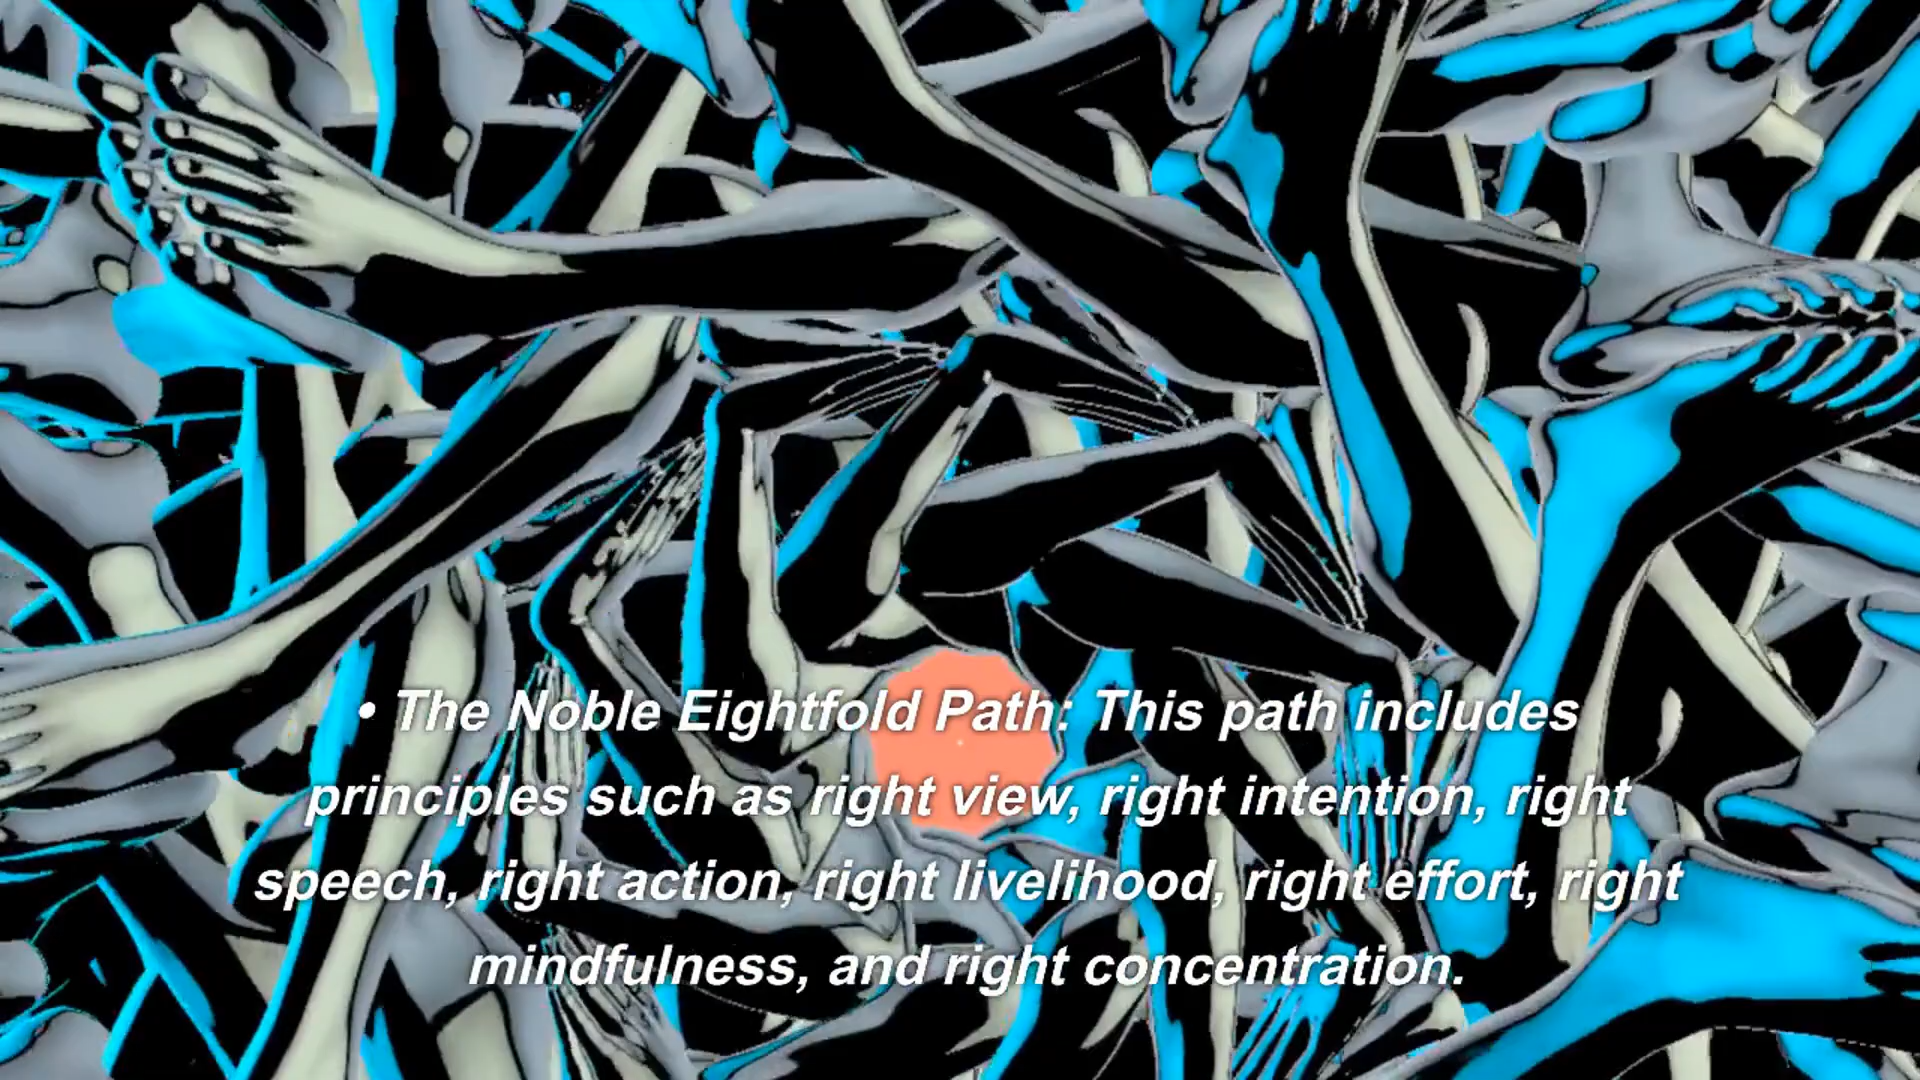 • The Noble Eightfold Path: This path includes
principles such as right view, right intention, right
speech, right action, right livelihood, right effort, right
mindfulness, and right concentration.